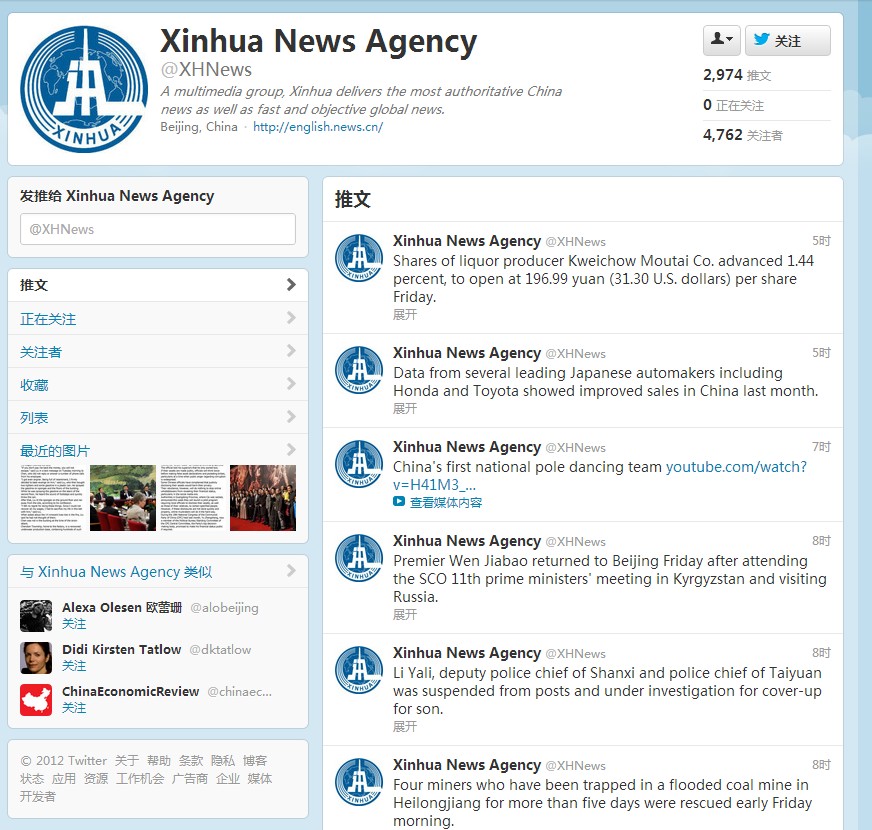 XINHUA
Xinhua News Agency
@XHNews
A multimedia group, Xinhua delivers the most authoritative China
news as well as fast and objective global news.
Beijing, China · http://english.news.cn/
关注
2,974 推文
0 正在关注
4,762 关注者
发推给 Xinhua News Agency
@XHNews
推文
正在关注
关注者
收藏
列表
最近的图片
与 Xinhua News Agency 类似
Alexa Olesen 欧蕾珊 @alobeijing
关注
Didi Kirsten Tatlow @dktatlow
关注
ChinaEconomicReview @chinaec...
关注
© 2012 Twitter 关于 帮助 条款 隐私 博客
状态 应用 资源 工作机会 广告商 企业 媒体
开发者
推文
Xinhua News Agency @XHNews 5时
Shares of liquor producer Kweichow Moutai Co. advanced 1.44
percent, to open at 196.99 yuan (31.30 U.S. dollars) per share
Friday.
展开
Xinhua News Agency @XHNews 5时
Data from several leading Japanese automakers including
Honda and Toyota showed improved sales in China last month.
展开
Xinhua News Agency @XHNews 7时
China's first national pole dancing team youtube.com/watch?
v=H41M3_...
查看媒体内容
Xinhua News Agency @XHNews 8时
Premier Wen Jiabao returned to Beijing Friday after attending
the SCO 11th prime ministers' meeting in Kyrgyzstan and visiting
Russia.
展开
Xinhua News Agency @XHNews 8时
Li Yali, deputy police chief of Shanxi and police chief of Taiyuan
was suspended from posts and under investigation for cover-up
for son.
展开
Xinhua News Agency @XHNews 8时
Four miners who have been trapped in a flooded coal mine in
Heilongjiang for more than five days were rescued early Friday
morning.